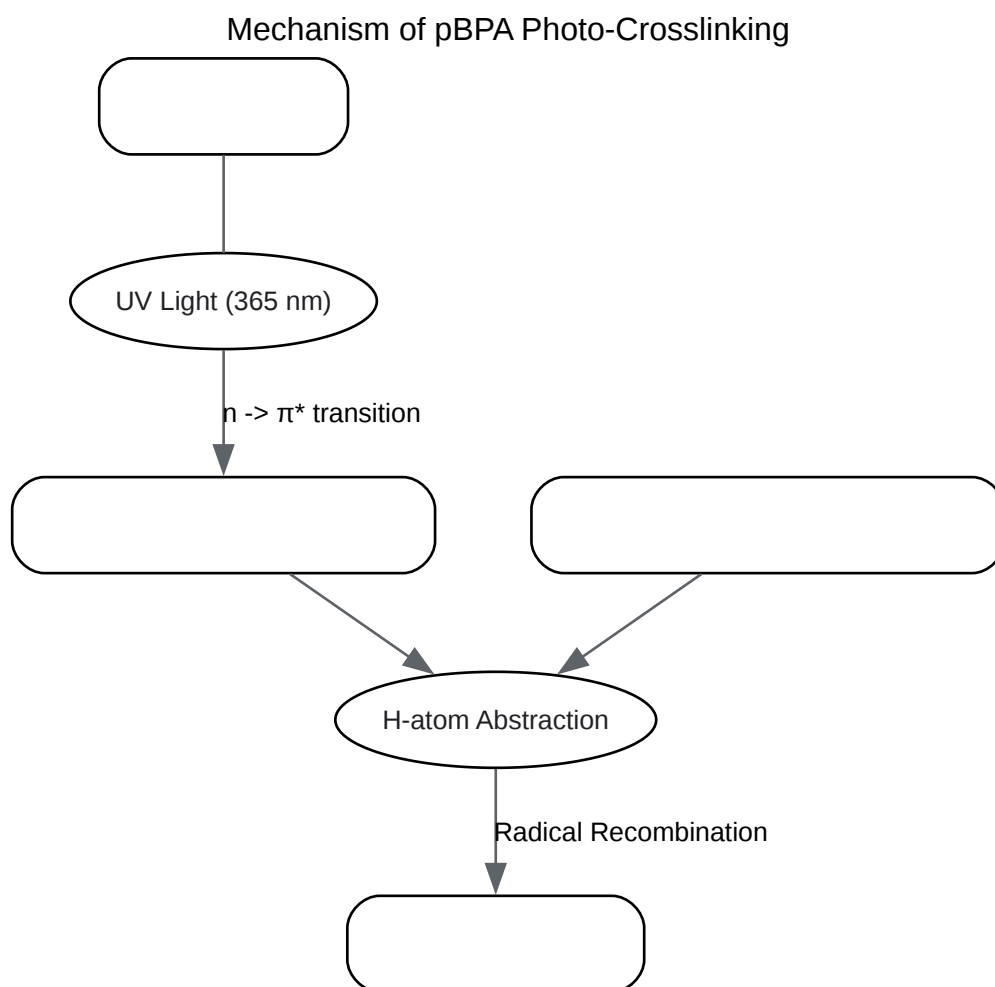 Mechanism of pBPA Photo-Crosslinking
UV Light (365 nm)
n -> π* transition
H-atom Abstraction
Radical Recombination